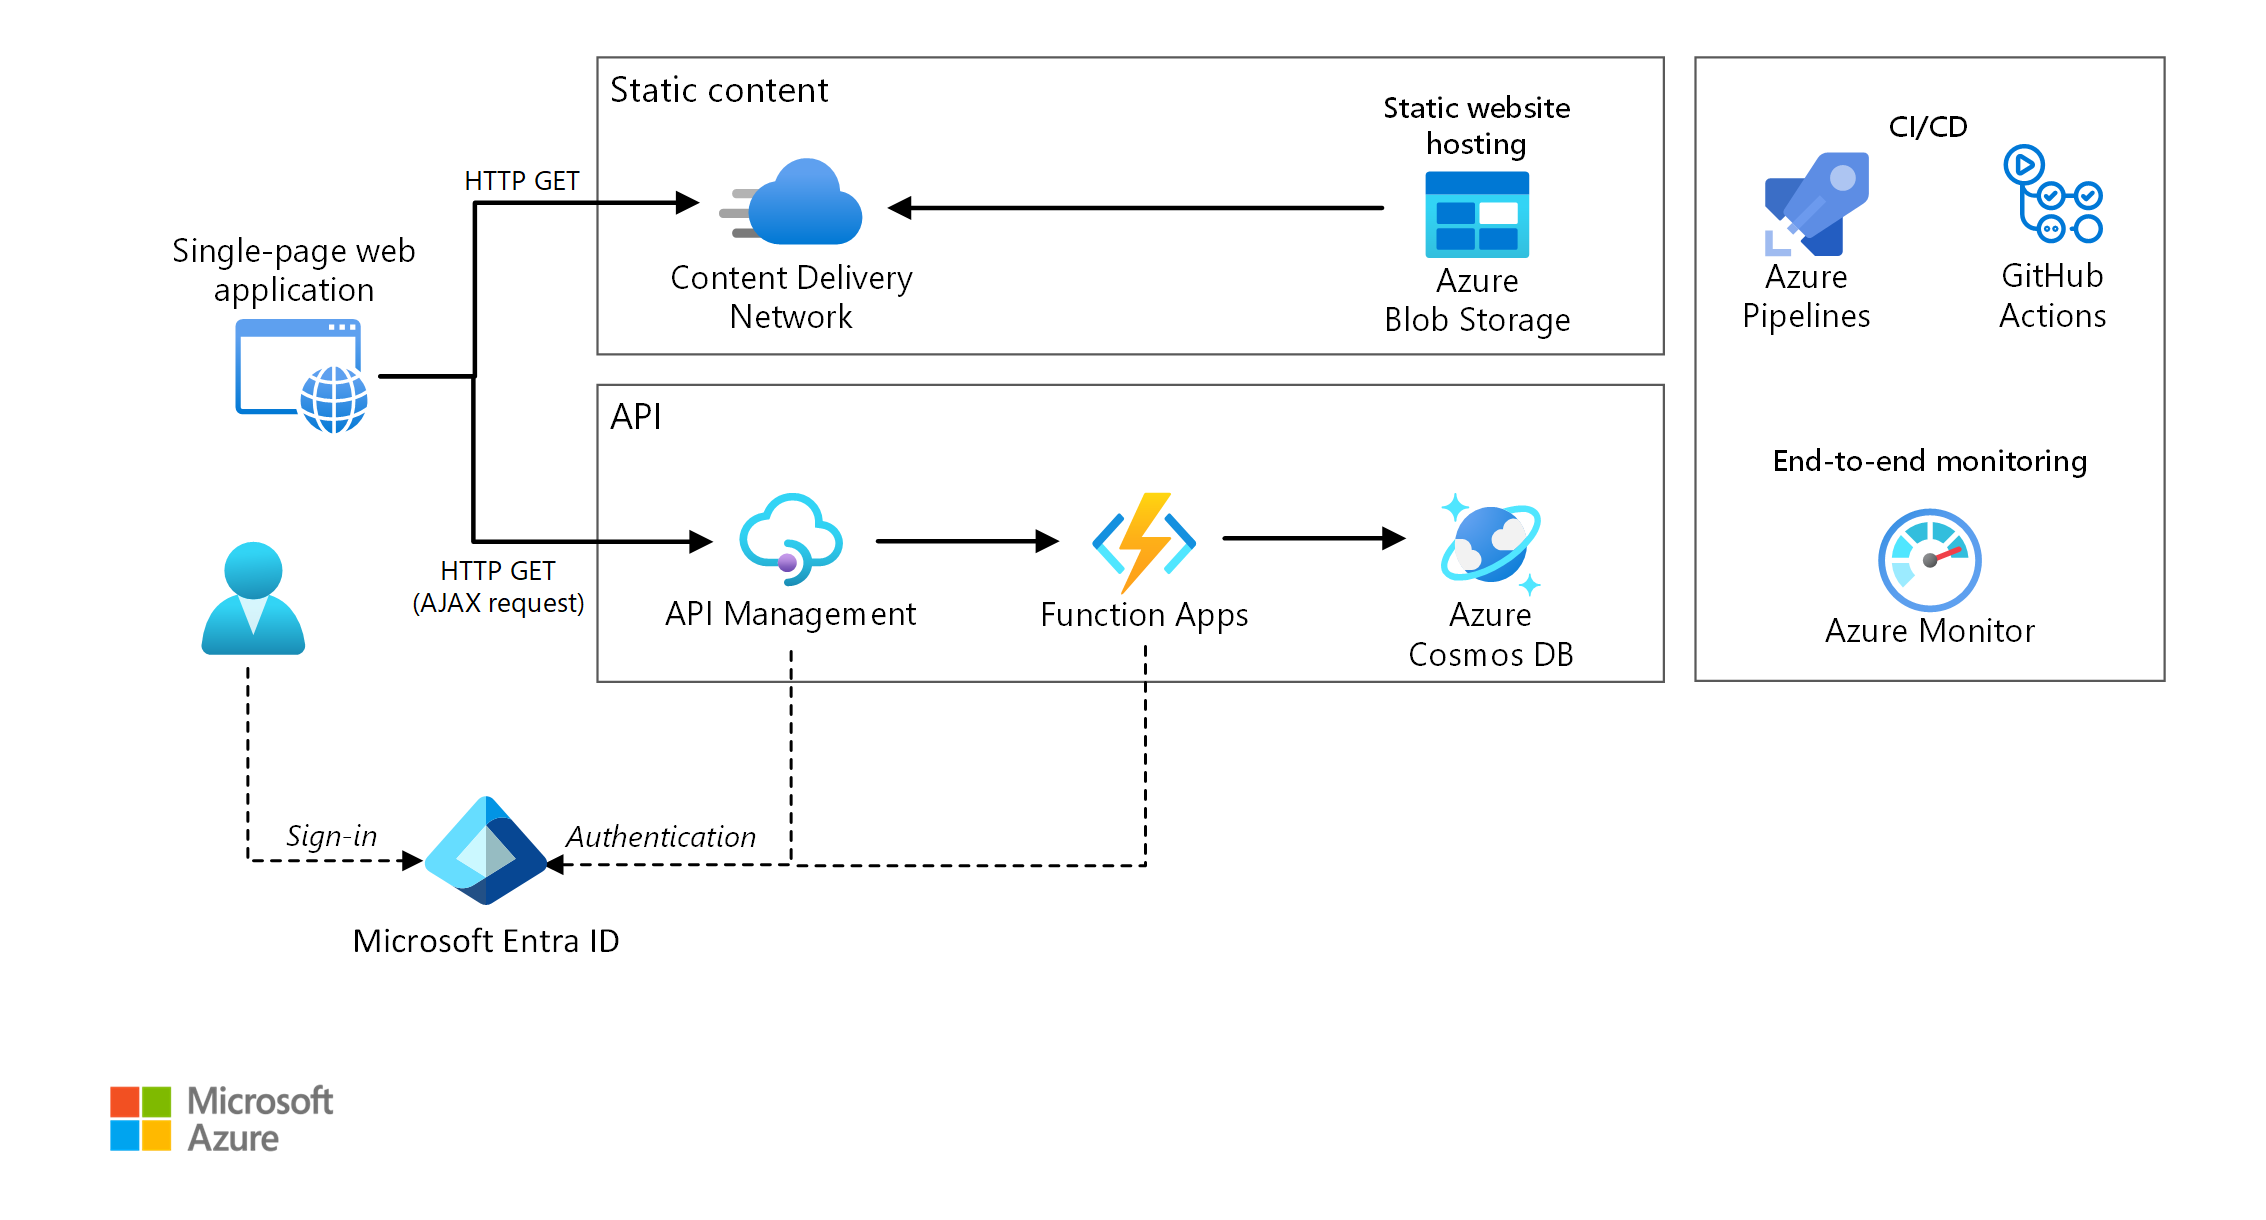 Static content
Static website
hosting
HTTP GET
Content Delivery
Network
Azure
Blob Storage
Single-page web
application
API
HTTP GET
(AJAX request)
API Management
Function Apps
Azure
Cosmos DB
CI/CD
Azure
Pipelines
GitHub
Actions
End-to-end monitoring
Azure Monitor
Sign-in
Authentication
Microsoft Entra ID
Microsoft
Azure